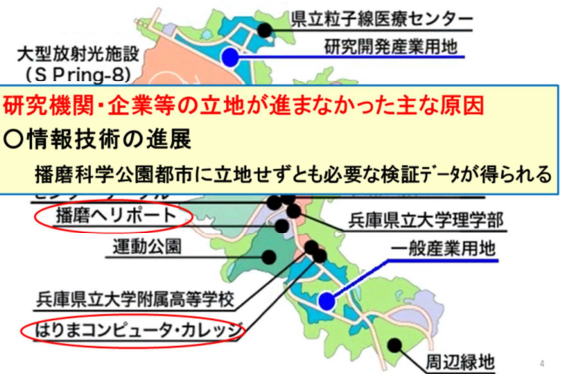 県立粒子線医療センター
研究開発産業用地
大型放射光施設
(SPring-8)
研究機関・企業等の立地が進まなかった主な原因
〇情報技術の進展
播磨科学公園都市に立地せずとも必要な検証ﾃﾞｰﾀが得られる
播磨ヘリポート
兵庫県立大学理学部
運動公園
一般産業用地
兵庫県立大学附属高等学校
はりまコンピュータ・カレッジ
周辺緑地
4